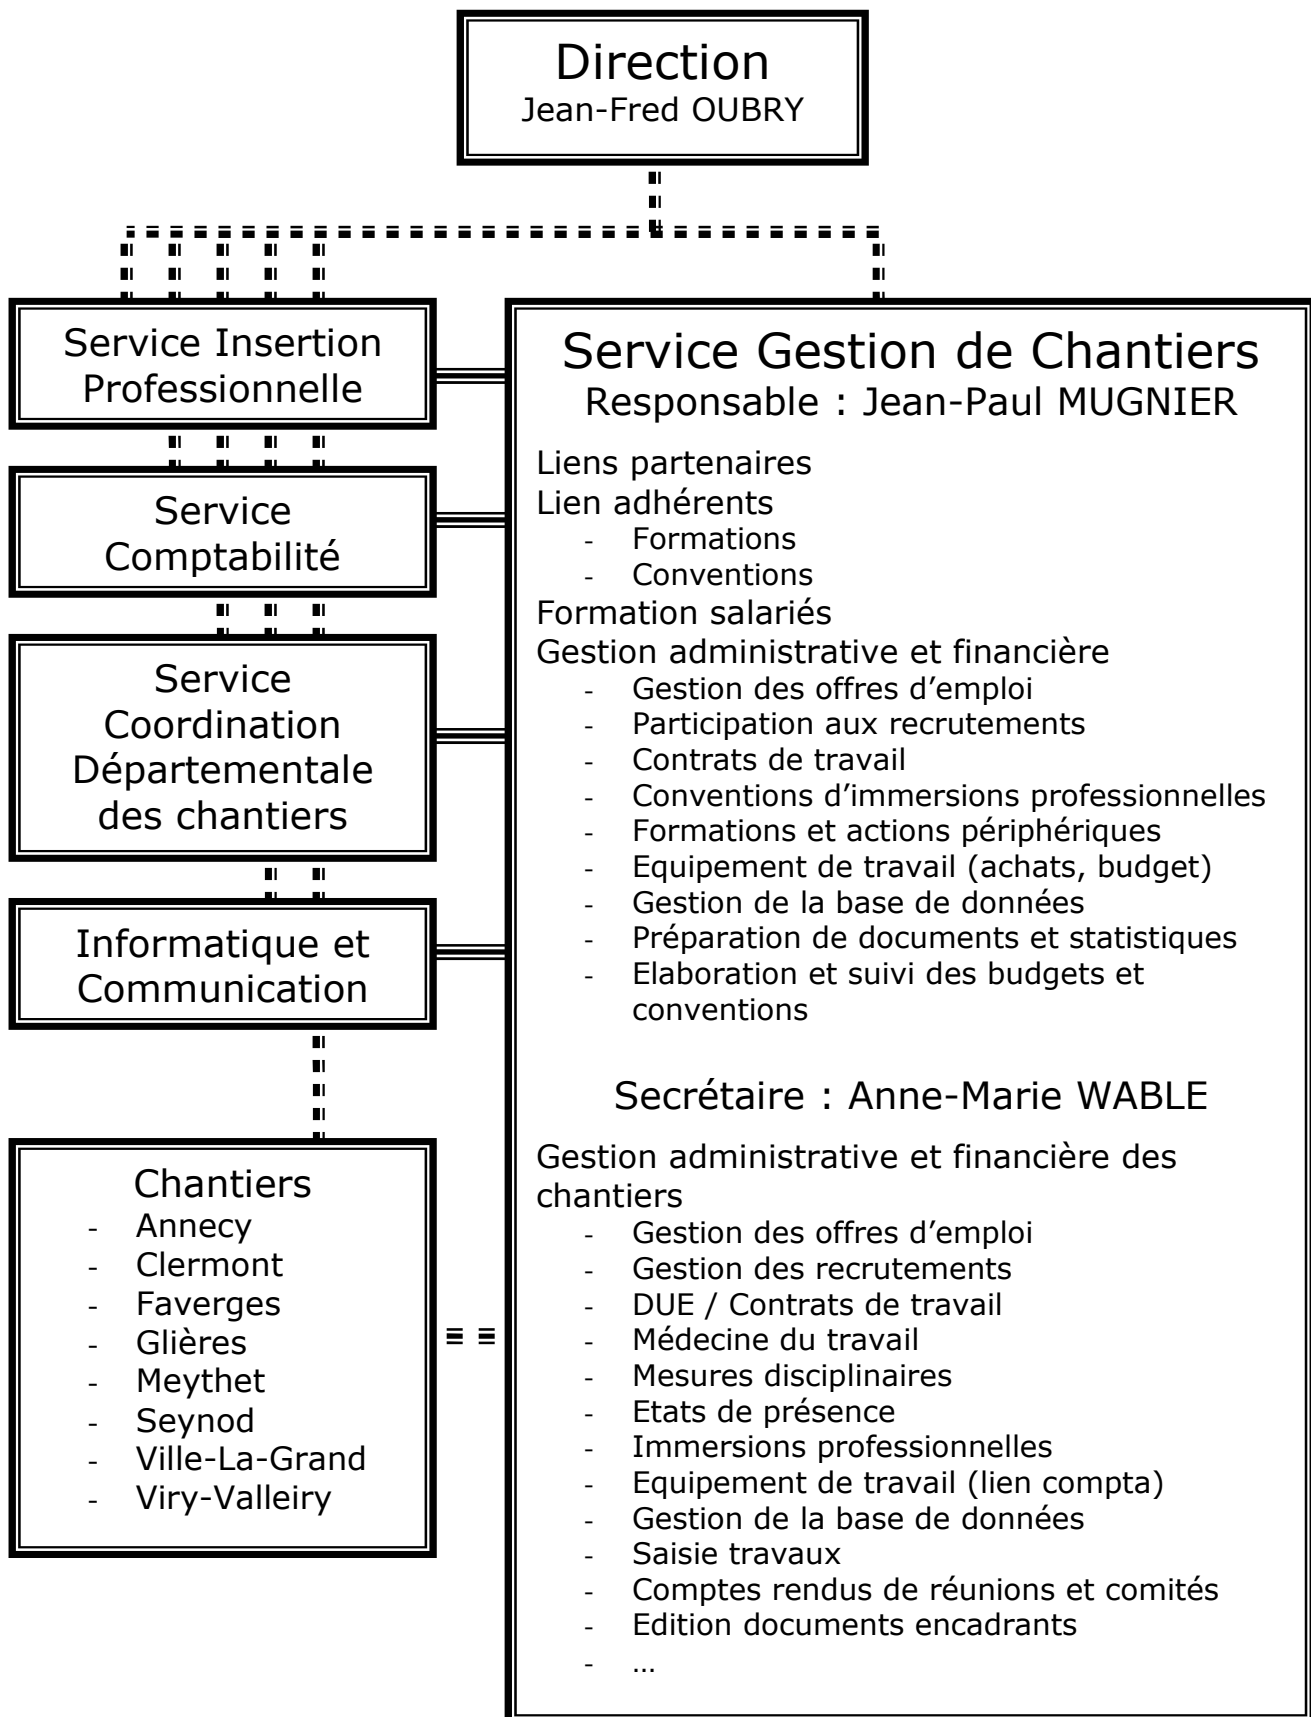 Direction
Jean-Fred OUBRY
Service Insertion
Professionnelle
Service
Comptabilité
Service
Coordination
Départementale
des chantiers
Informatique et
Communication
Chantiers
- Annecy
- Clermont
- Faverges
- Glières
- Meythet
- Seynod
- Ville-La-Grand
- Viry-Valleiry
Service Gestion de Chantiers
Responsable : Jean-Paul MUGNIER
Liens partenaires
Lien adhérents
- Formations
- Conventions
Formation salariés
Gestion administrative et financière
- Gestion des offres d’emploi
- Participation aux recrutements
- Contrats de travail
- Conventions d’immersions professionnelles
- Formations et actions périphériques
- Equipement de travail (achats, budget)
- Gestion de la base de données
- Préparation de documents et statistiques
- Elaboration et suivi des budgets et
conventions
Secrétaire : Anne-Marie WABLE
Gestion administrative et financière des
chantiers
- Gestion des offres d’emploi
- Gestion des recrutements
- DUE / Contrats de travail
- Médecine du travail
- Mesures disciplinaires
- Etats de présence
- Immersions professionnelles
- Equipement de travail (lien compta)
- Gestion de la base de données
- Saisie travaux
- Comptes rendus de réunions et comités
- Edition documents encadrants
- …